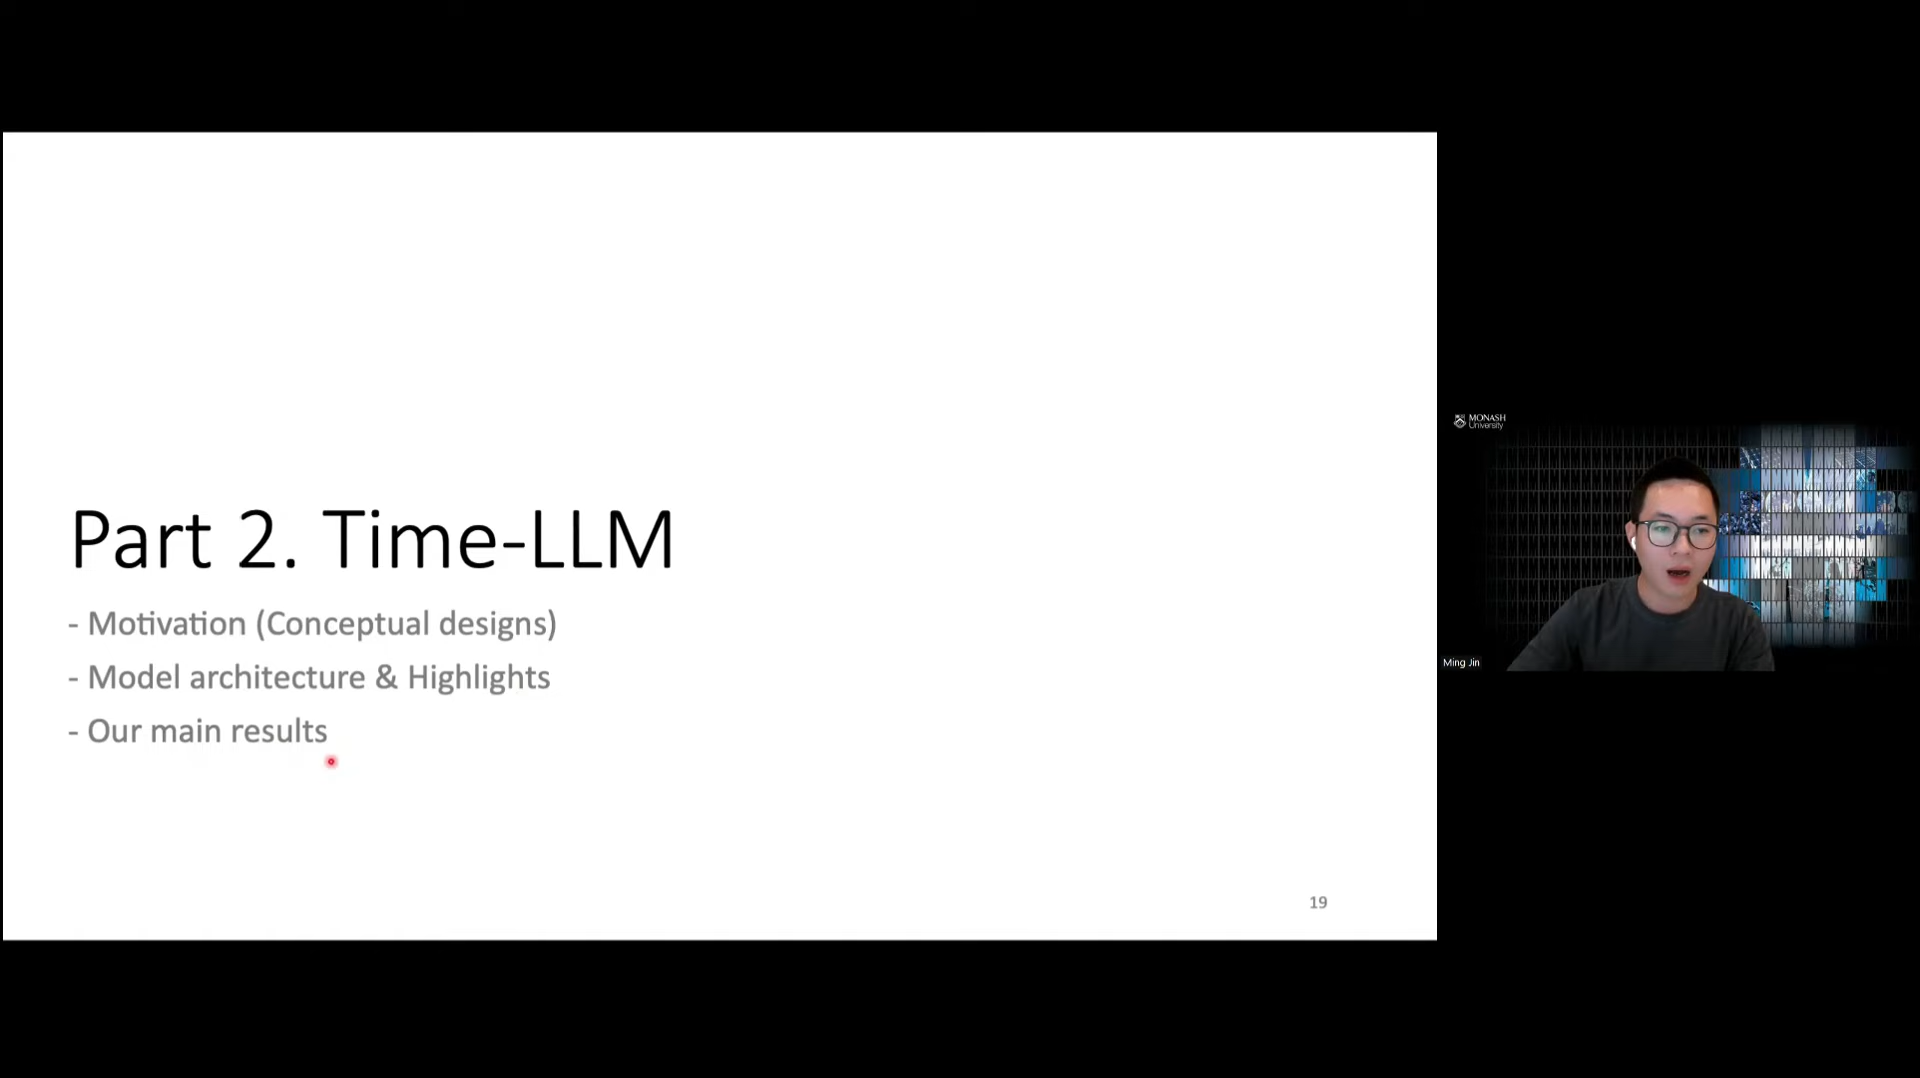 Part 2. Time-LLM
- Motivation (Conceptual designs)
- Model architecture & Highlights
- Our main results
19
MONASH
University
Ming Jin